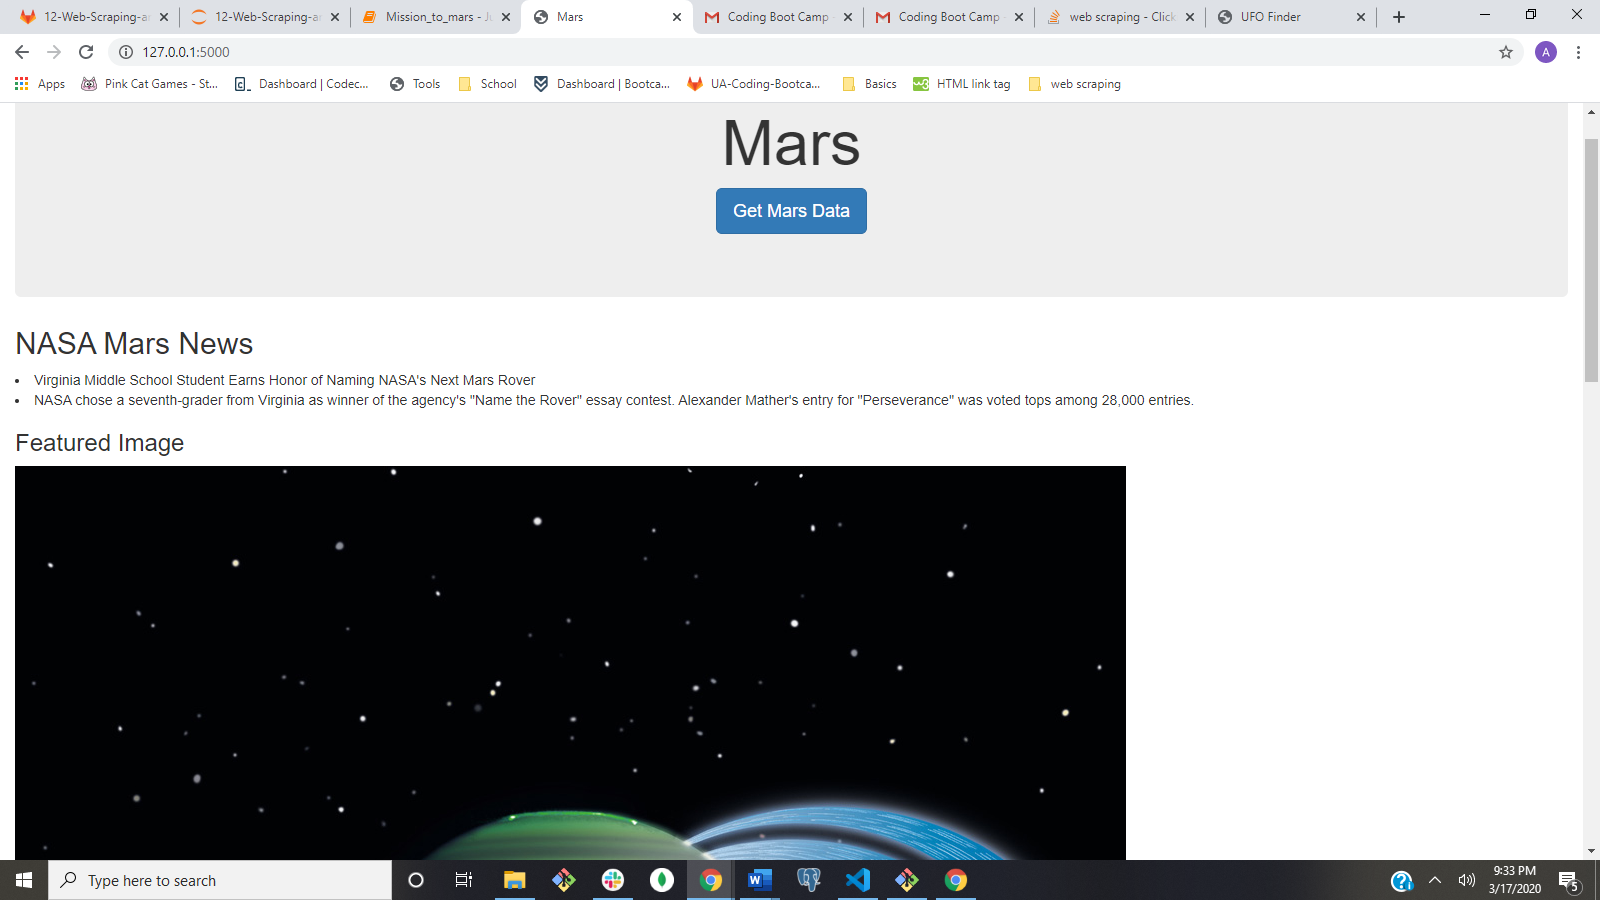 12-Web-Scraping-ar
12-Web-Scraping-ar
Mission_to_mars - Ju
Mars
Coding Boot Camp
Coding Boot Camp
web scraping - Click
UFO Finder
127.0.0.1:5000
A
Apps
Pink Cat Games - St...
Dashboard | Codec...
Tools
School
Dashboard | Bootca...
UA-Coding-Bootca...
Basics
HTML link tag
web scraping
Mars
Get Mars Data
NASA Mars News
Virginia Middle School Student Earns Honor of Naming NASA's Next Mars Rover
NASA chose a seventh-grader from Virginia as winner of the agency's "Name the Rover" essay contest. Alexander Mather's entry for "Perseverance" was voted tops among 28,000 entries.
Featured Image
Type here to search
9:33 PM
3/17/2020
5